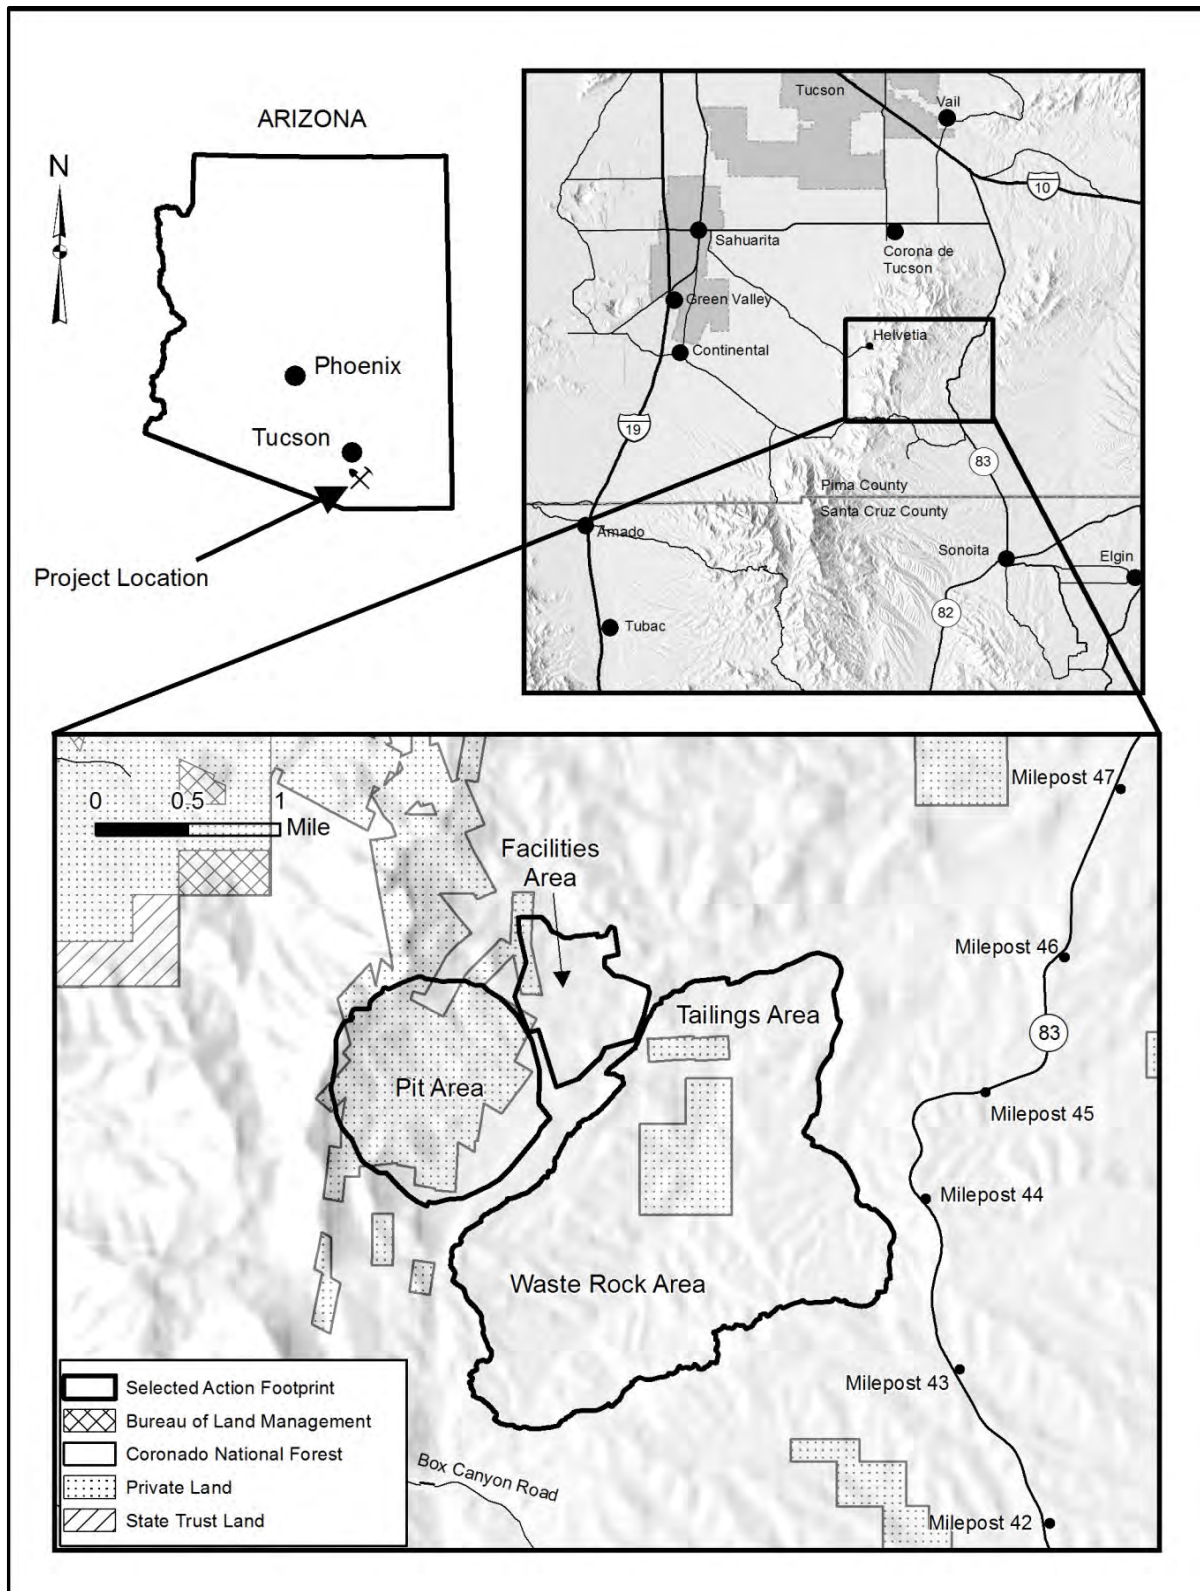 ARIZONA
N
Phoenix
Tucson
Project Location
Tucson
Vail
10
Sahuarita
Corona de
Tucson
Green Valley
Helvetia
Continental
19
83
Pima County
Santa Cruz County
Amado
Sonoita
Elgin
82
Tubac
Milepost 47
0 0.5 1
Mile
Facilities
Area
Milepost 46
Tailings Area
83
Pit Area
Milepost 45
Milepost 44
Waste Rock Area
Milepost 43
Selected Action Footprint
Bureau of Land Management
Coronado National Forest
Private Land
State Trust Land
Box Canyon Road
Milepost 42